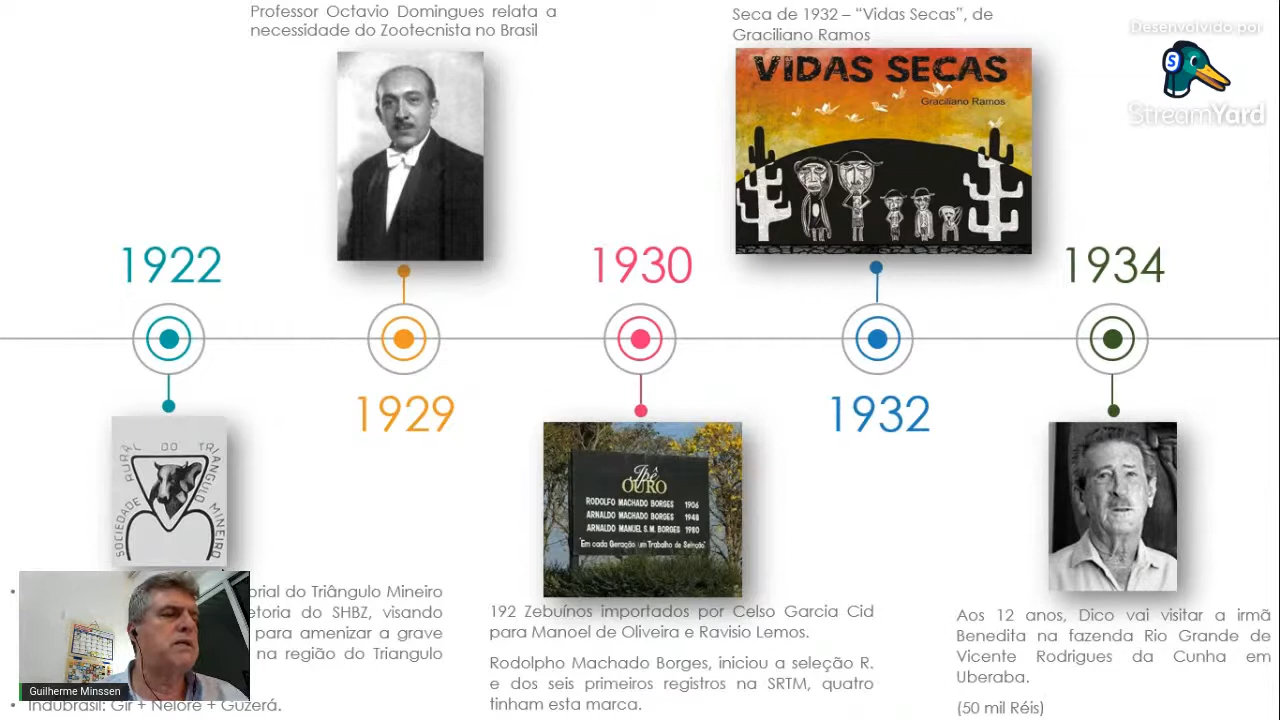 Professor Octavio Domingues relata a
necessidade do Zootecnista no Brasil
Seca de 1932 – “Vidas Secas”, de
Graciliano Ramos
Desenvolvido por
S
StreamYard
VIDAS SECAS
Graciliano Ramos
1922
1929
1930
1932
1934
SOCIEDADE RURAL DO TRIANGULO MINEIRO
Ipê
OURO
RODOLFO MACHADO BORGES 1906
ARNALDO MACHADO BORGES 1948
ARNALDO MANUEL S.M. BORGES 1980
"Em cada Geração um Trabalho de Seleção"
orial do Triângulo Mineiro
etoria do SHBZ, visando
para amenizar a grave
na região do Triangulo
Indubrasil: Gir + Nelore + Guzerá.
Guilherme Minssen
192 Zebuínos importados por Celso Garcia Cid
para Manoel de Oliveira e Ravisio Lemos.
Rodolpho Machado Borges, iniciou a seleção R.
e dos seis primeiros registros na SRTM, quatro
tinham esta marca.
Aos 12 anos, Dico vai visitar a irmã
Benedita na fazenda Rio Grande de
Vicente Rodrigues da Cunha em
Uberaba.
(50 mil Réis)